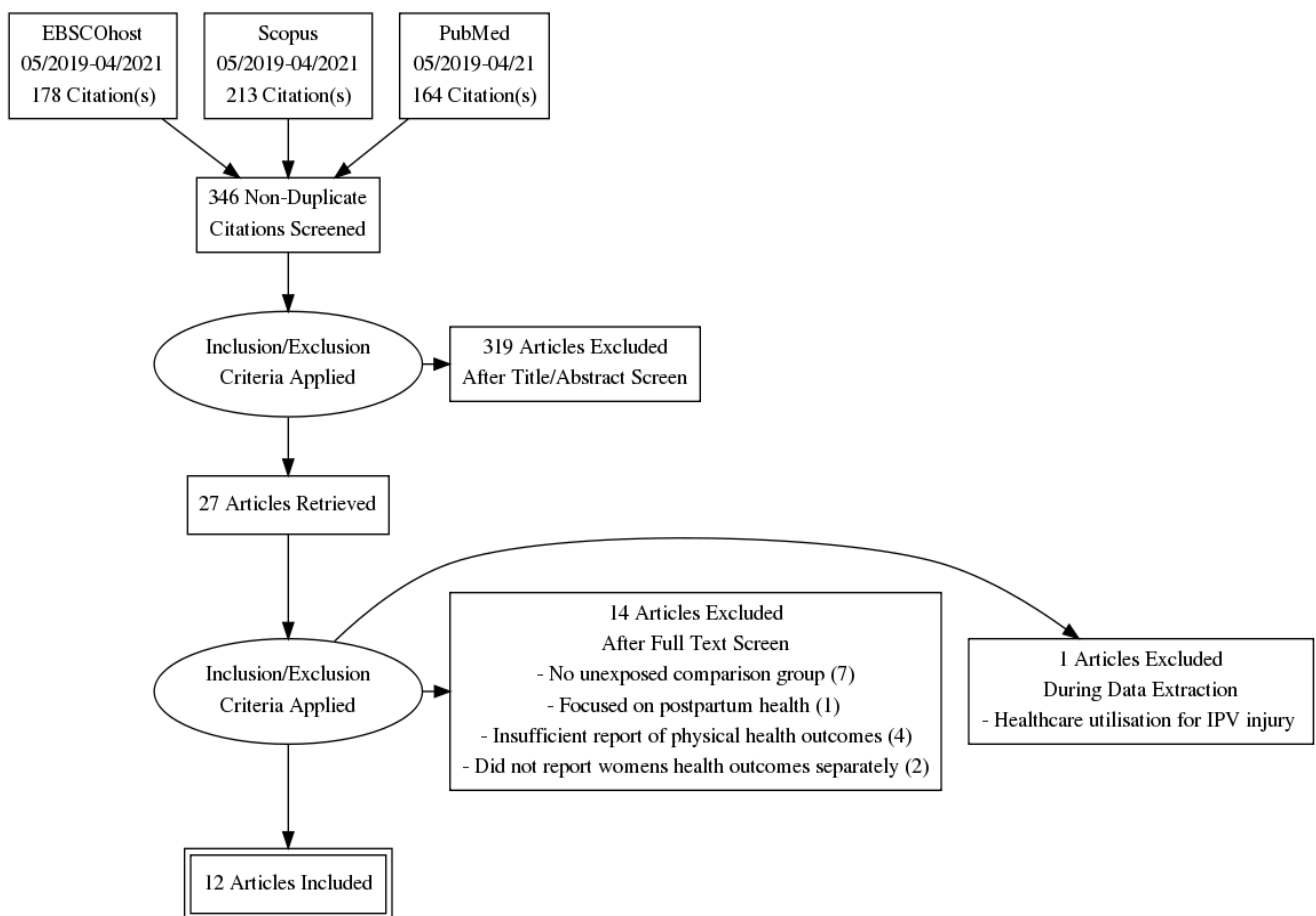 EBSCOhost
05/2019-04/2021
178 Citation(s)
Scopus
05/2019-04/2021
213 Citation(s)
PubMed
05/2019-04/21
164 Citation(s)
346 Non-Duplicate
Citations Screened
Inclusion/Exclusion
Criteria Applied
319 Articles Excluded
After Title/Abstract Screen
27 Articles Retrieved
Inclusion/Exclusion
Criteria Applied
14 Articles Excluded
After Full Text Screen
- No unexposed comparison group (7)
- Focused on postpartum health (1)
- Insufficient report of physical health outcomes (4)
- Did not report womens health outcomes separately (2)
1 Articles Excluded
During Data Extraction
- Healthcare utilisation for IPV injury
12 Articles Included